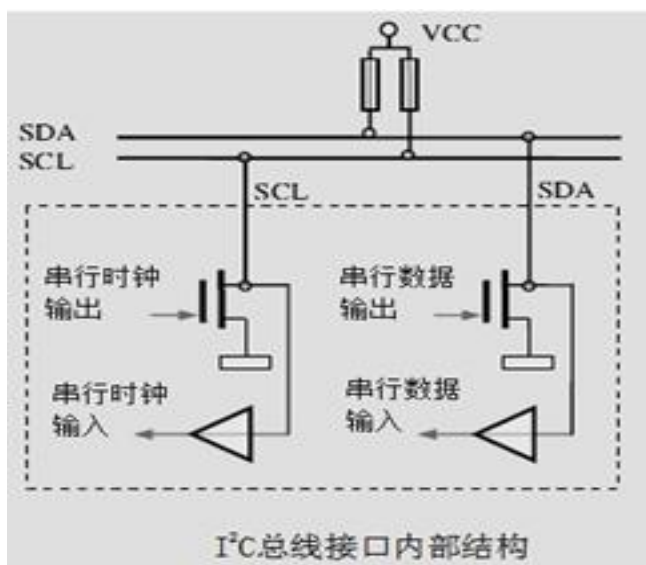 VCC
SDA
SCL
SCL
SDA
串行时钟
输出
串行数据
输出
串行时钟
输入
串行数据
输入
I²C总线接口内部结构